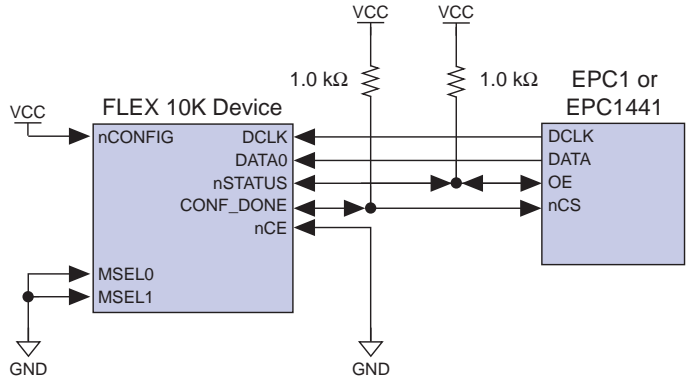 VCC
VCC
1.0 kΩ
1.0 kΩ
EPC1 or
EPC1441
VCC
FLEX 10K Device
nCONFIG
DCLK
DCLK
DATA0
DATA
nSTATUS
OE
CONF_DONE
nCS
nCE
MSEL0
MSEL1
GND
GND